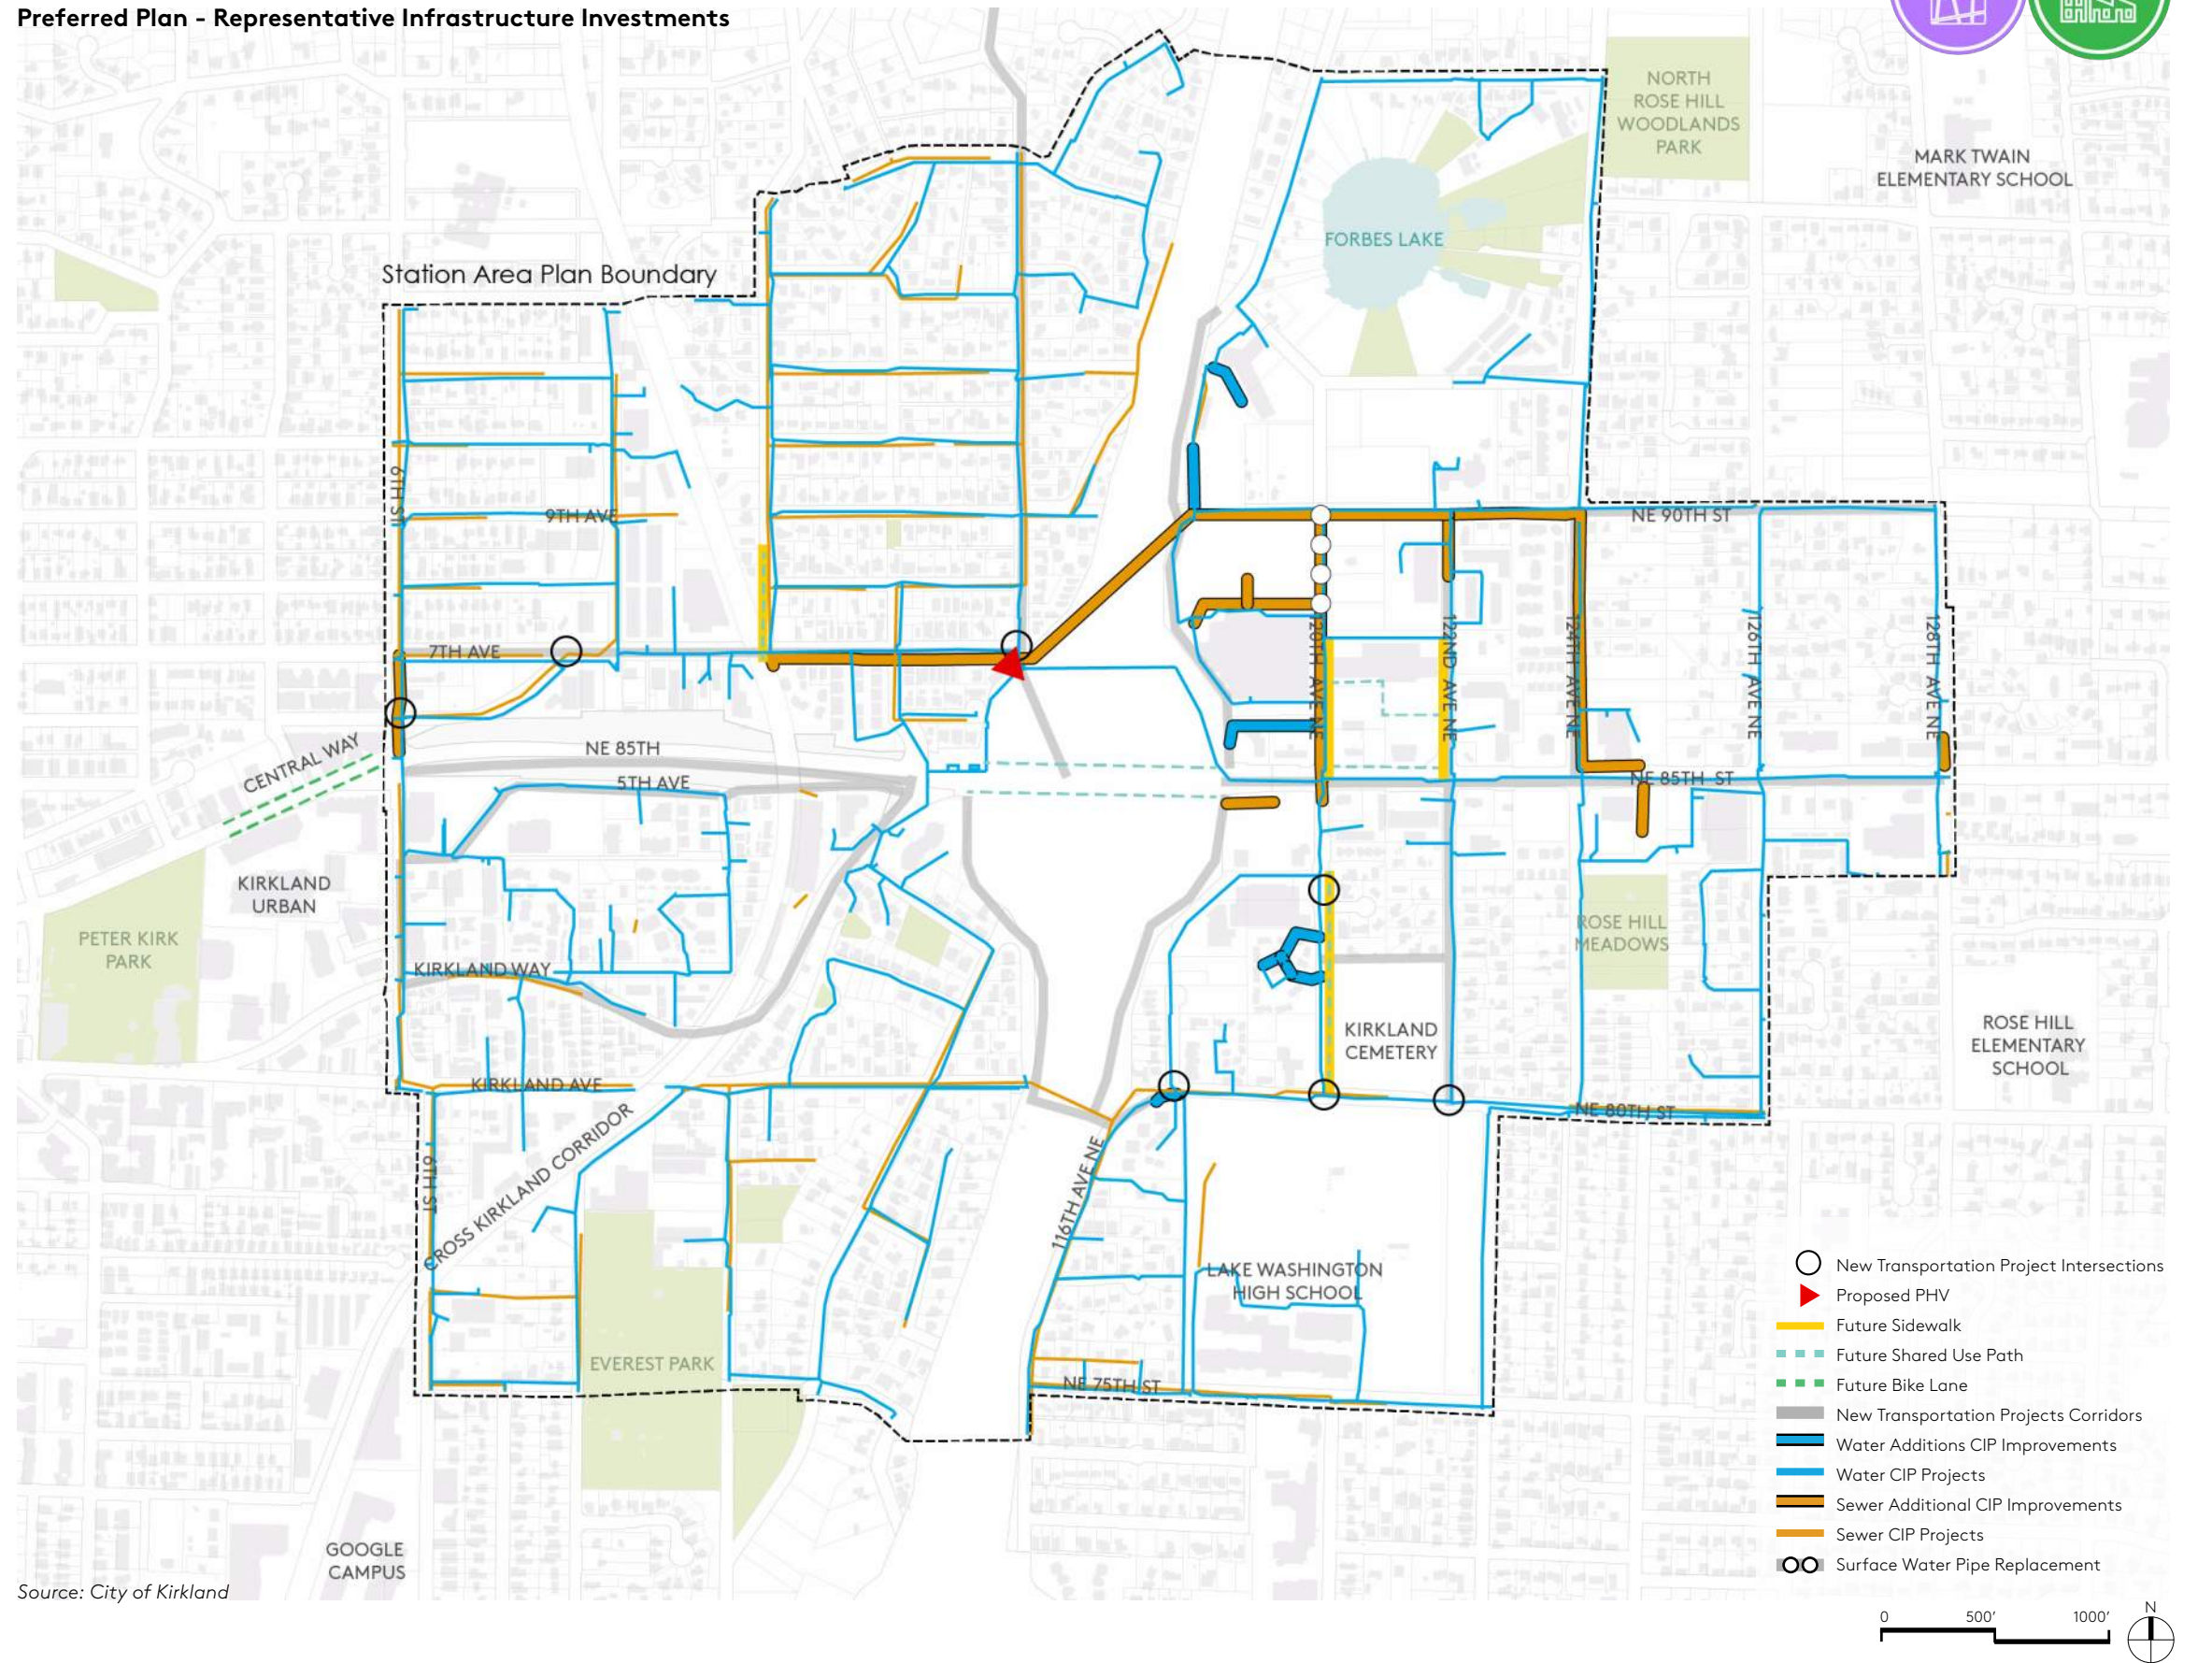 Preferred Plan - Representative Infrastructure Investments
NORTH
ROSE HILL
WOODLANDS
PARK
MARK TWAIN
ELEMENTARY SCHOOL
FORBES LAKE
Station Area Plan Boundary
6TH ST
9TH AVE
NE 90TH ST
7TH AVE
120TH AVE NE
122ND AVE NE
124TH AVE NE
126TH AVE NE
128TH AVE NE
CENTRAL WAY
NE 85TH
5TH AVE
NE 85TH ST
KIRKLAND
URBAN
PETER KIRK
PARK
ROSE HILL
MEADOWS
KIRKLAND WAY
KIRKLAND
CEMETERY
ROSE HILL
ELEMENTARY
SCHOOL
KIRKLAND AVE
NE 80TH ST
6TH ST
CROSS KIRKLAND CORRIDOR
116TH AVE NE
LAKE WASHINGTON
HIGH SCHOOL
EVEREST PARK
NE 75TH ST
GOOGLE
CAMPUS
New Transportation Project Intersections
Proposed PHV
Future Sidewalk
Future Shared Use Path
Future Bike Lane
New Transportation Projects Corridors
Water Additions CIP Improvements
Water CIP Projects
Sewer Additional CIP Improvements
Sewer CIP Projects
Surface Water Pipe Replacement
Source: City of Kirkland
0 500' 1000'
N